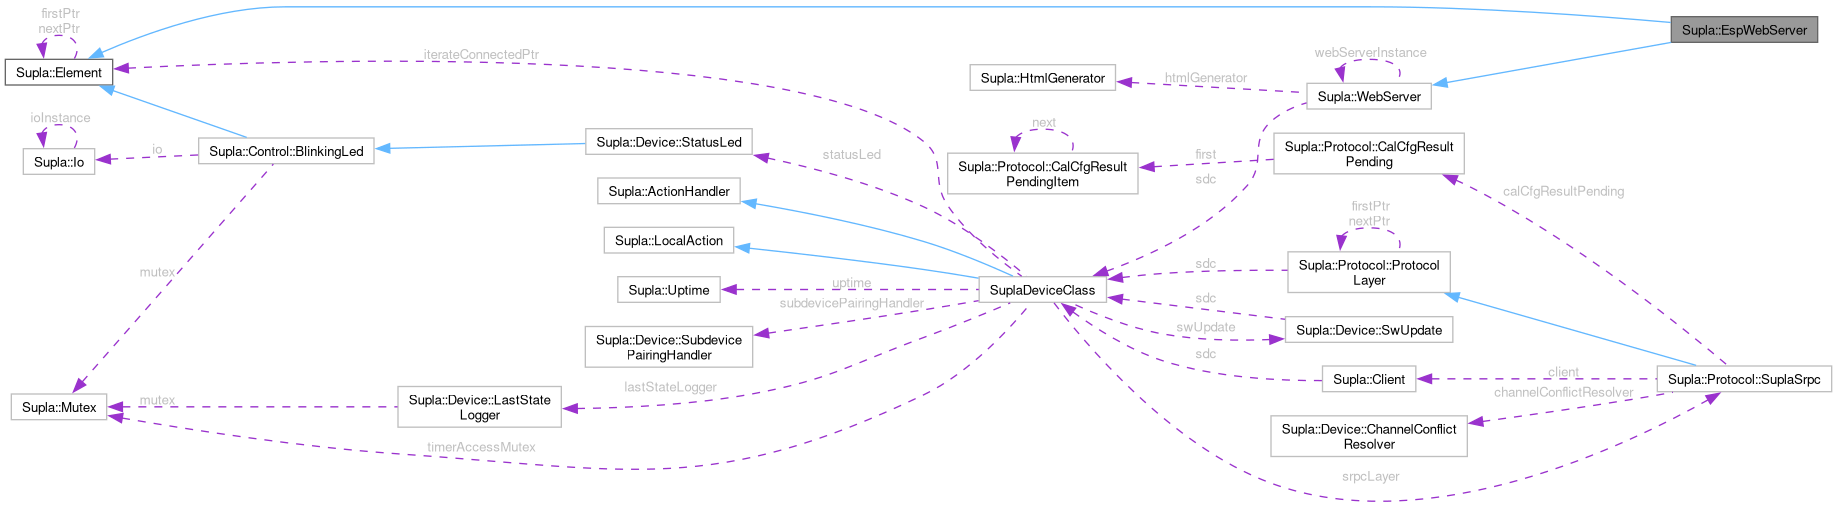 firstPtr
nextPtr
Supla::EspWebServer
iterateConnectedPtr
webServerInstance
Supla::Element
Supla::HtmlGenerator
htmlGenerator
Supla::WebServer
ioInstance
Supla::Io
io
Supla::Control::BlinkingLed
Supla::Device::StatusLed
statusLed
next
Supla::Protocol::CalCfgResult
PendingItem
first
sdc
Supla::Protocol::CalCfgResult
Pending
Supla::ActionHandler
calCfgResultPending
firstPtr
nextPtr
Supla::LocalAction
mutex
sdc
Supla::Protocol::Protocol
Layer
Supla::Uptime
uptime
SuplaDeviceClass
subdevicePairingHandler
sdc
swUpdate
Supla::Device::SwUpdate
Supla::Device::Subdevice
PairingHandler
sdc
Supla::Client
client
Supla::Protocol::SuplaSrpc
lastStateLogger
channelConflictResolver
Supla::Mutex
mutex
Supla::Device::LastState
Logger
timerAccessMutex
Supla::Device::ChannelConflict
Resolver
srpcLayer